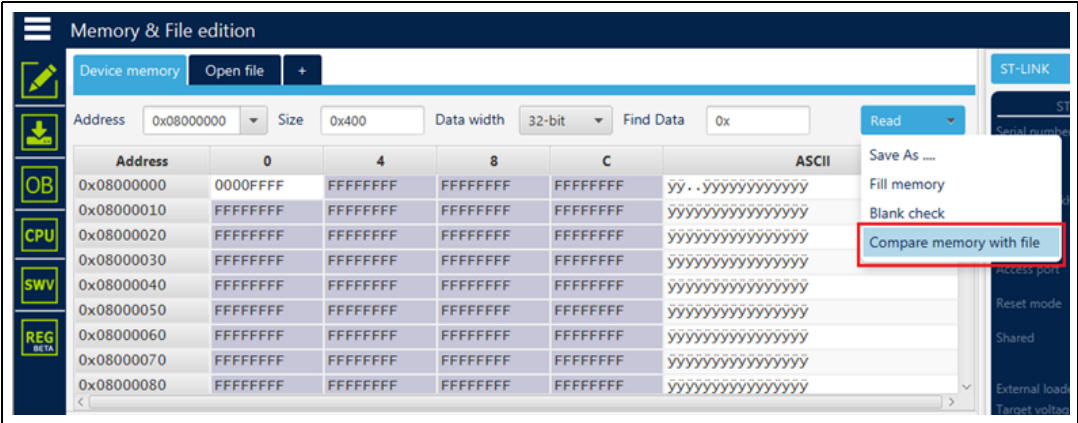 Memory & File edition
Device memory Open file + ST-LINK
Address 0x08000000 Size 0x400 Data width 32-bit Find Data 0x Read
Serial number
Address 0 4 8 C ASCII
Save As ....
Fill memory
Blank check
Compare memory with file
0x08000000 0000FFFF FFFFFFFF FFFFFFFF FFFFFFFF ÿÿ..ÿÿÿÿÿÿÿÿÿÿÿÿ
OB
0x08000010 FFFFFFFF FFFFFFFF FFFFFFFF FFFFFFFF ÿÿÿÿÿÿÿÿÿÿÿÿÿÿÿÿ
0x08000020 FFFFFFFF FFFFFFFF FFFFFFFF FFFFFFFF ÿÿÿÿÿÿÿÿÿÿÿÿÿÿÿÿ
CPU
0x08000030 FFFFFFFF FFFFFFFF FFFFFFFF FFFFFFFF ÿÿÿÿÿÿÿÿÿÿÿÿÿÿÿÿ
Access port
0x08000040 FFFFFFFF FFFFFFFF FFFFFFFF FFFFFFFF ÿÿÿÿÿÿÿÿÿÿÿÿÿÿÿÿ
SWV
0x08000050 FFFFFFFF FFFFFFFF FFFFFFFF FFFFFFFF ÿÿÿÿÿÿÿÿÿÿÿÿÿÿÿÿ
Reset mode
0x08000060 FFFFFFFF FFFFFFFF FFFFFFFF FFFFFFFF ÿÿÿÿÿÿÿÿÿÿÿÿÿÿÿÿ
REG
BETA
Shared
0x08000070 FFFFFFFF FFFFFFFF FFFFFFFF FFFFFFFF ÿÿÿÿÿÿÿÿÿÿÿÿÿÿÿÿ
0x08000080 FFFFFFFF FFFFFFFF FFFFFFFF FFFFFFFF ÿÿÿÿÿÿÿÿÿÿÿÿÿÿÿÿ
External load
Target voltag